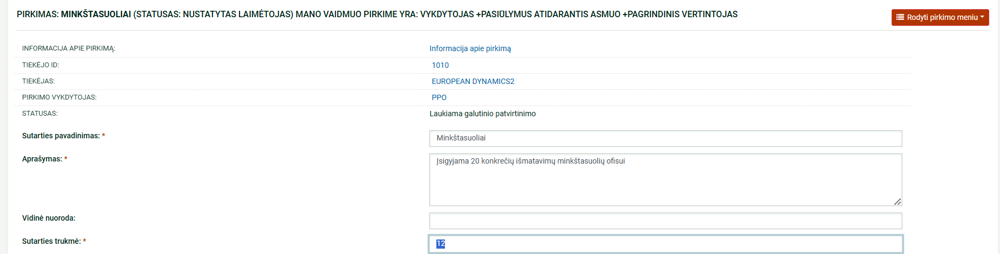 PIRKIMAS: MINKŠTASUOLIAI (STATUSAS: NUSTATYTAS LAIMĖTOJAS) MANO VAIDMUO PIRKIME YRA: VYKDYTOJAS +PASIŪLYMUS ATIDARANTIS ASMUO +PAGRINDINIS VERTINTOJAS
Rodyti pirkimo meniu
INFORMACIJA APIE PIRKIMĄ: Informacija apie pirkimą
TIEKĖJO ID: 1010
TIEKĖJAS: EUROPEAN DYNAMICS2
PIRKIMO VYKDYTOJAS: PPO
STATUSAS: Laukiama galutinio patvirtinimo
Sutarties pavadinimas: * Minkštasuoliai
Aprašymas: * Įsigyjama 20 konkrečių išmatavimų minkštasuolių ofisui
Vidinė nuoroda:
Sutarties trukmė: * 12